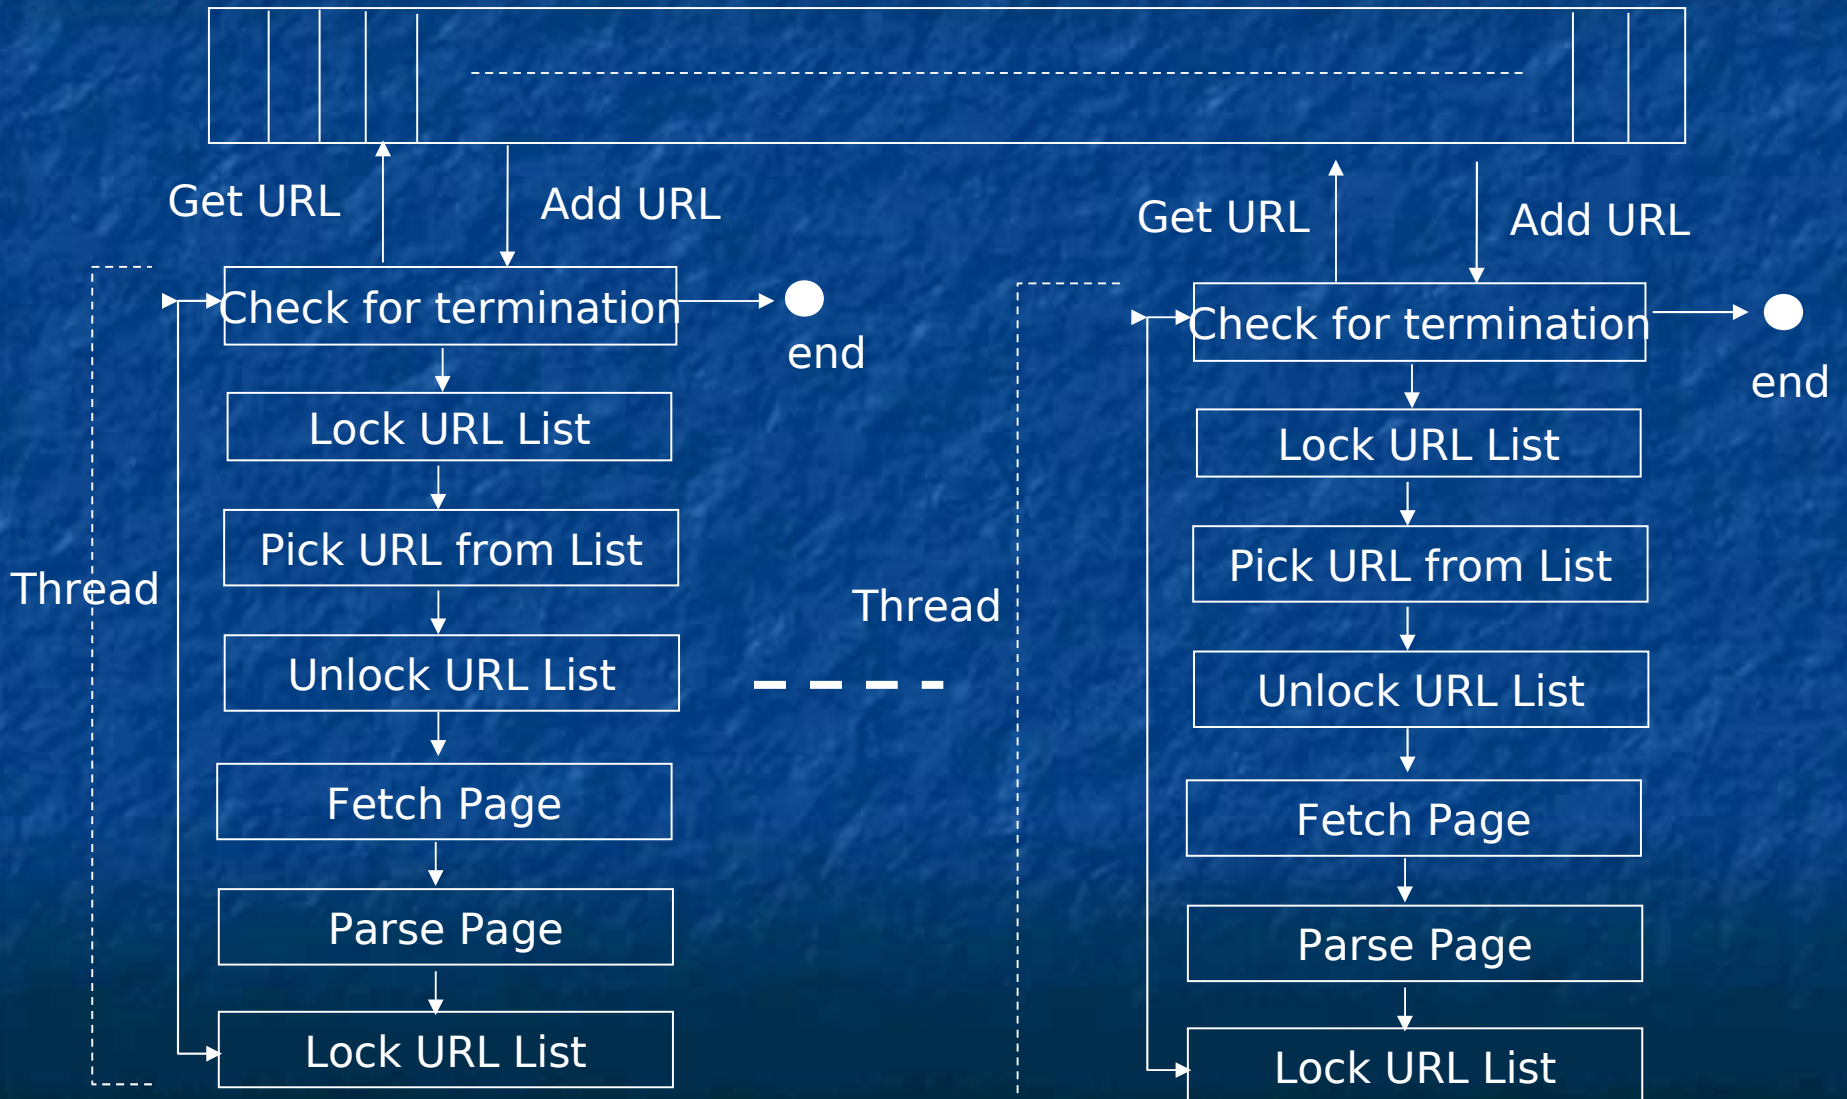 Get URL
Add URL
Check for termination
end
Lock URL List
Pick URL from List
Thread
Unlock URL List
Fetch Page
Parse Page
Lock URL List
Get URL
Add URL
Check for termination
end
Lock URL List
Pick URL from List
Thread
Unlock URL List
Fetch Page
Parse Page
Lock URL List